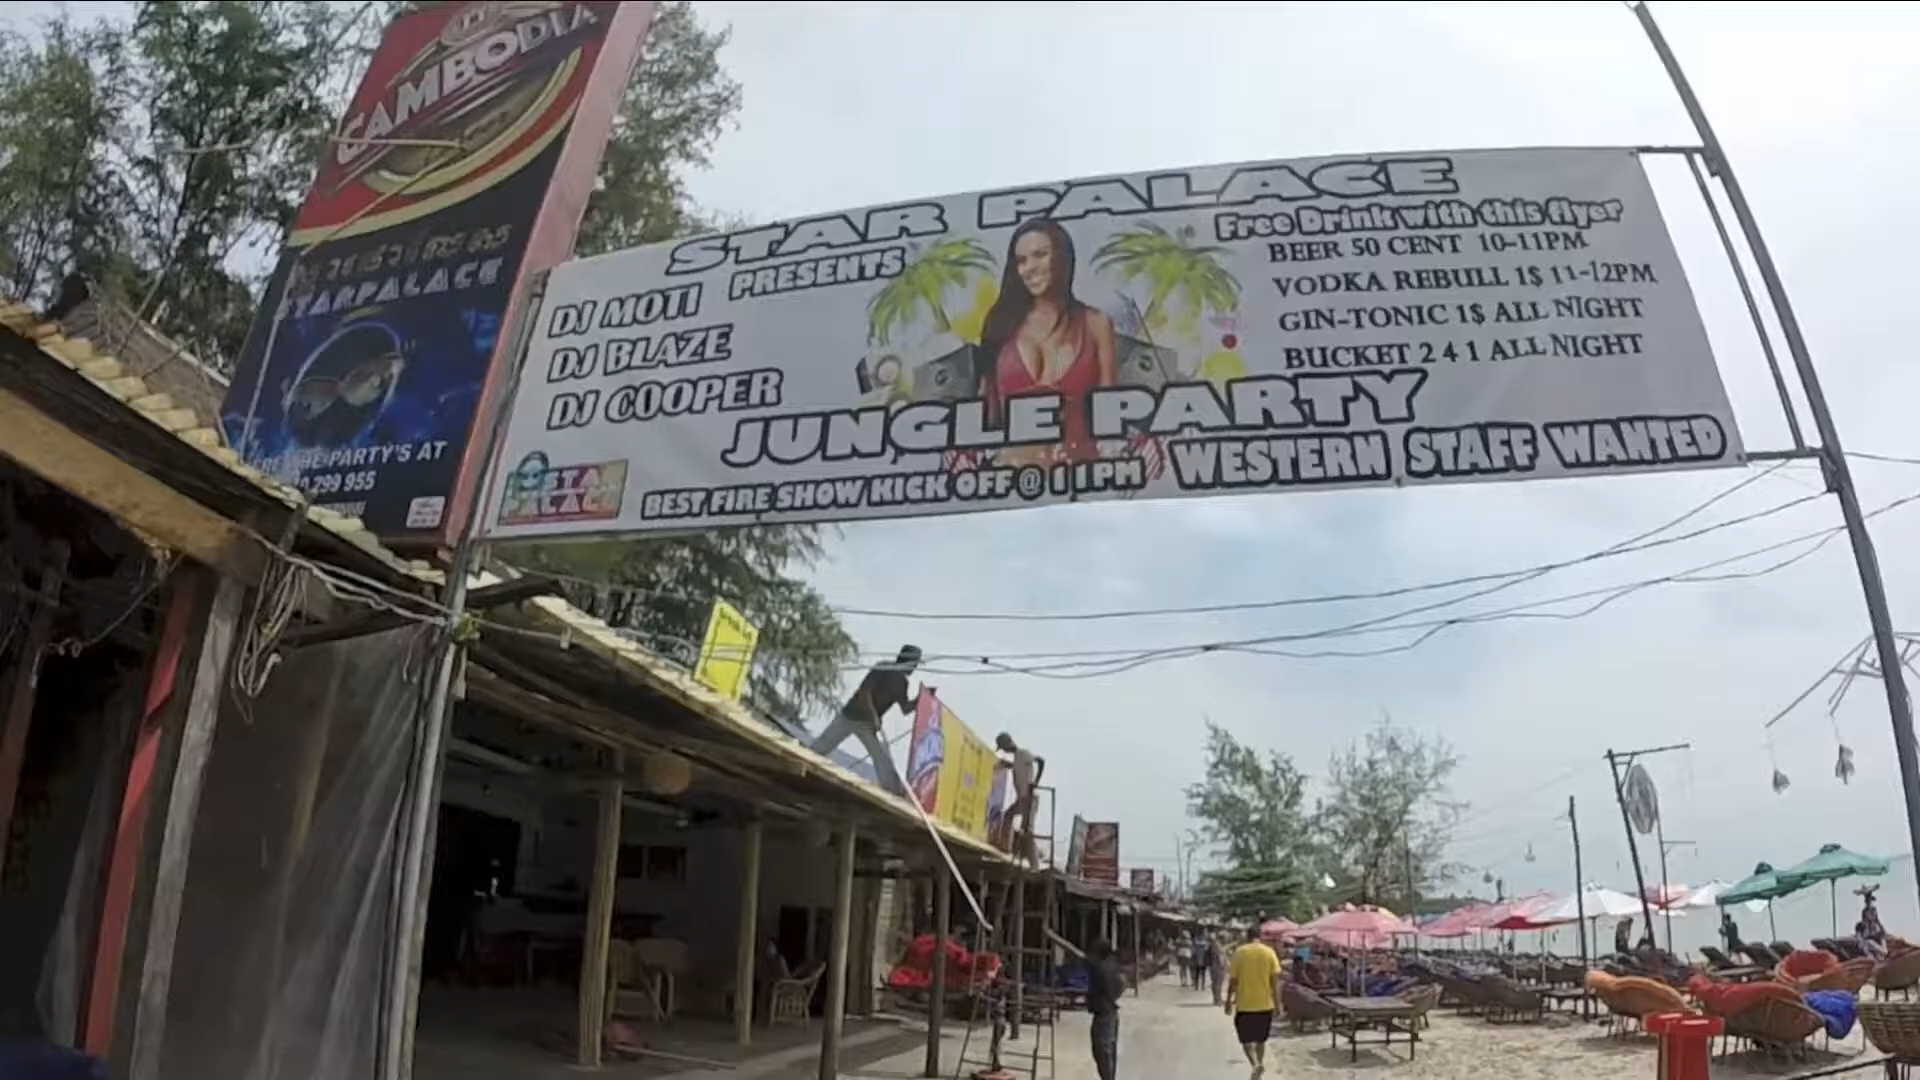 CAMBODIA
STARPALACE
PARTY'S AT
299 955
STAR PALACE
PRESENTS
DJ MOTI
DJ BLAZE
DJ COOPER
Free Drink with this flyer
BEER 50 CENT 10-11PM
VODKA REBULL 1$ 11-12PM
GIN-TONIC 1$ ALL NIGHT
BUCKET 2 4 1 ALL NIGHT
JUNGLE PARTY
BEST FIRE SHOW KICK OFF @ 11PM
WESTERN STAFF WANTED
STAR
PALACE